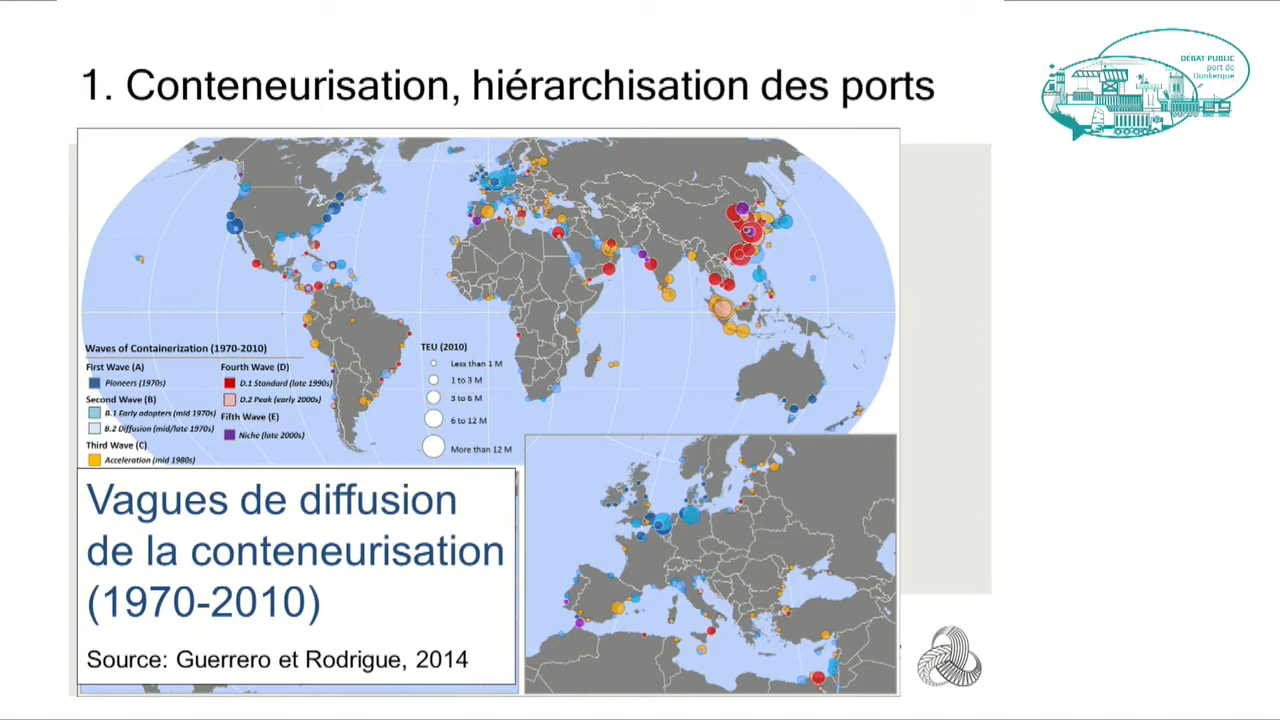 1. Conteneurisation, hiérarchisation des ports
DÉBAT PUBLIC
port de
Dunkerque
Waves of Containerization (1970-2010)
First Wave (A)
Pioneers (1970s)
Second Wave (B)
B.1 Early adopters (mid 1970s)
B.2 Diffusion (mid/late 1970s)
Third Wave (C)
Acceleration (mid 1980s)
Fourth Wave (D)
D.1 Standard (late 1990s)
D.2 Peak (early 2000s)
Fifth Wave (E)
Niche (late 2000s)
TEU (2010)
Less than 1 M
1 to 3 M
3 to 6 M
6 to 12 M
More than 12 M
Vagues de diffusion
de la conteneurisation
(1970-2010)
Source: Guerrero et Rodrigue, 2014